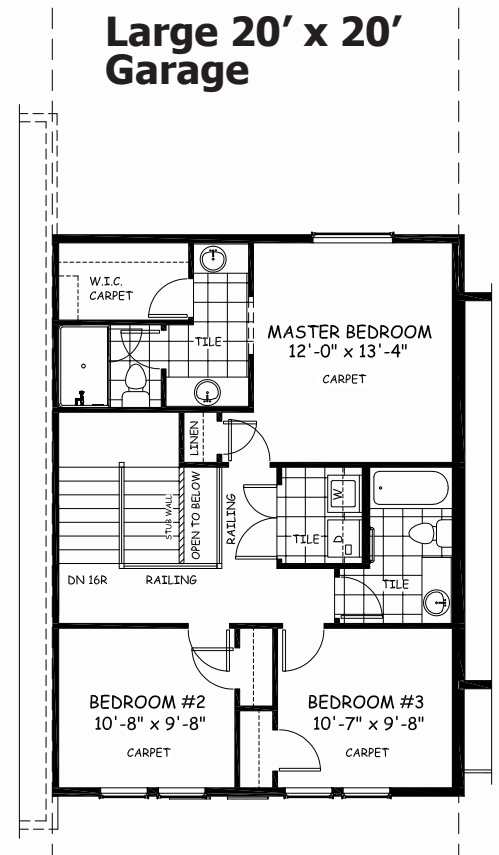 Large 20’ x 20’
Garage
W.I.C.
CARPET
TILE
MASTER BEDROOM
12'-0" x 13'-4"
CARPET
LINEN
STUB WALL
OPEN TO BELOW
RAILING
W
TILE
D
DN 16R
RAILING
TILE
BEDROOM #2
10'-8" x 9'-8"
CARPET
BEDROOM #3
10'-7" x 9'-8"
CARPET